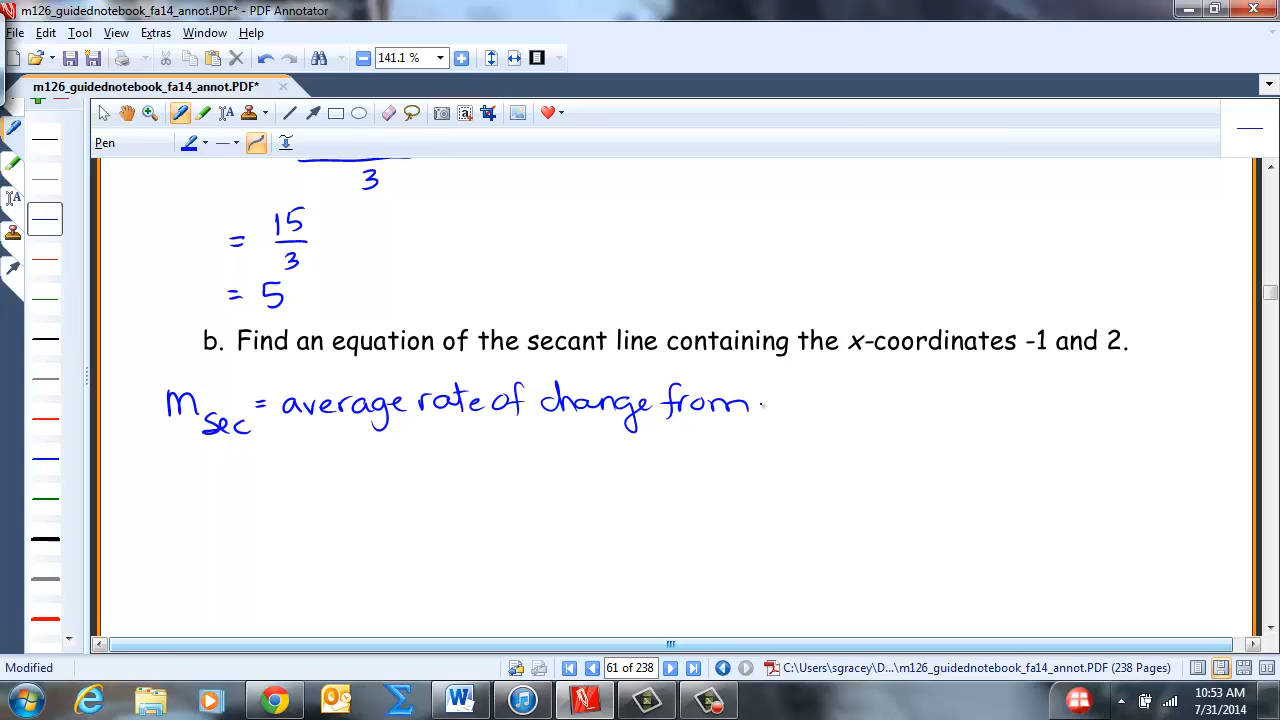 m126_guidednotebook_fa14_annot.PDF* - PDF Annotator
File Edit Tool View Extras Window Help
141.1 %
m126_guidednotebook_fa14_annot.PDF*
Pen
3
= 15
3
= 5
b. Find an equation of the secant line containing the x-coordinates -1 and 2.
m sec = average rate of change from
61 of 238
C:\Users\sgracey\D...\m126_guidednotebook_fa14_annot.PDF (238 Pages)
Modified
10:53 AM
7/31/2014